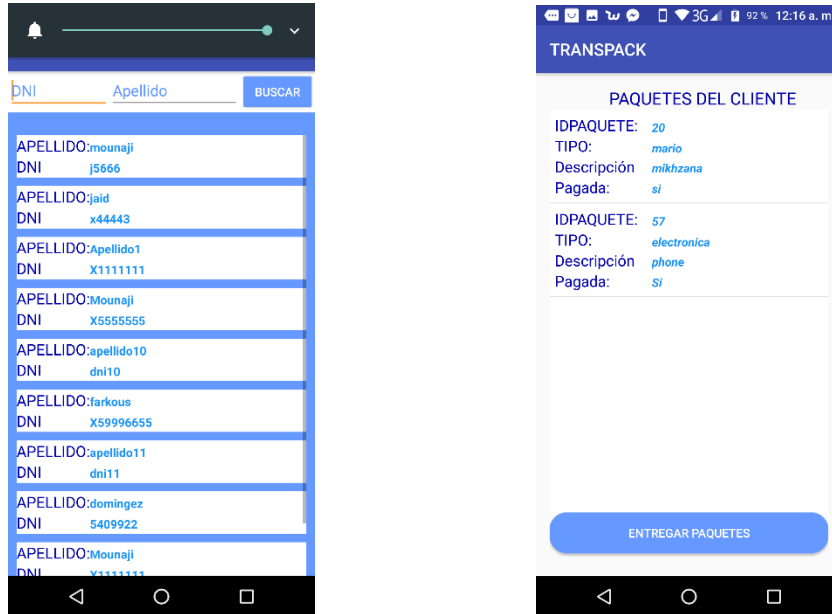 DNI Apellido BUSCAR
APELLIDO:mounaji
DNI j5666
APELLIDO:jaid
DNI x44443
APELLIDO:Apellido1
DNI X1111111
APELLIDO:Mounaji
DNI X5555555
APELLIDO:apellido10
DNI dni10
APELLIDO:farkous
DNI X59996655
APELLIDO:apellido11
DNI dni11
APELLIDO:domingez
DNI 5409922
APELLIDO:Mounaji
DNI X1111111
3G 92 % 12:16 a. m
TRANSPACK
PAQUETES DEL CLIENTE
IDPAQUETE: 20
TIPO: mario
Descripción mikhzana
Pagada: si
IDPAQUETE: 57
TIPO: electronica
Descripción phone
Pagada: Si
ENTREGAR PAQUETES